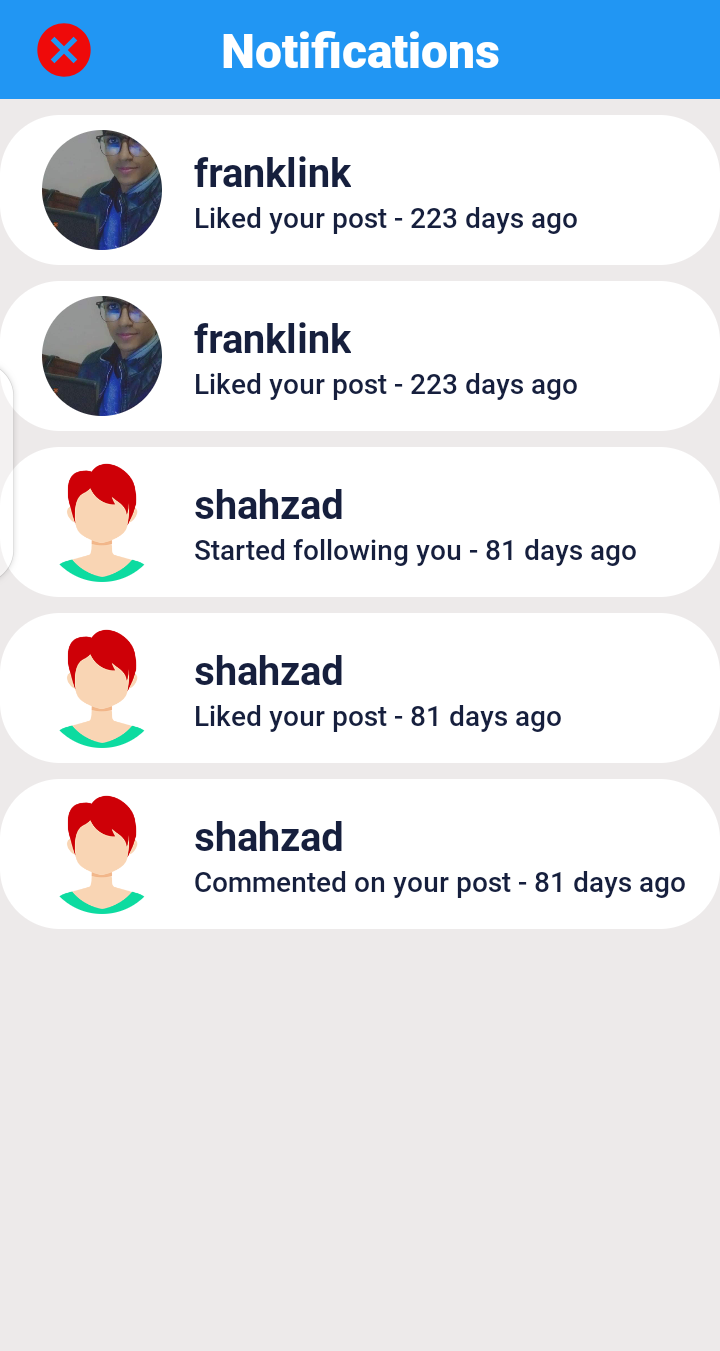 Notifications
franklink
Liked your post - 223 days ago
franklink
Liked your post - 223 days ago
shahzad
Started following you - 81 days ago
shahzad
Liked your post - 81 days ago
shahzad
Commented on your post - 81 days ago